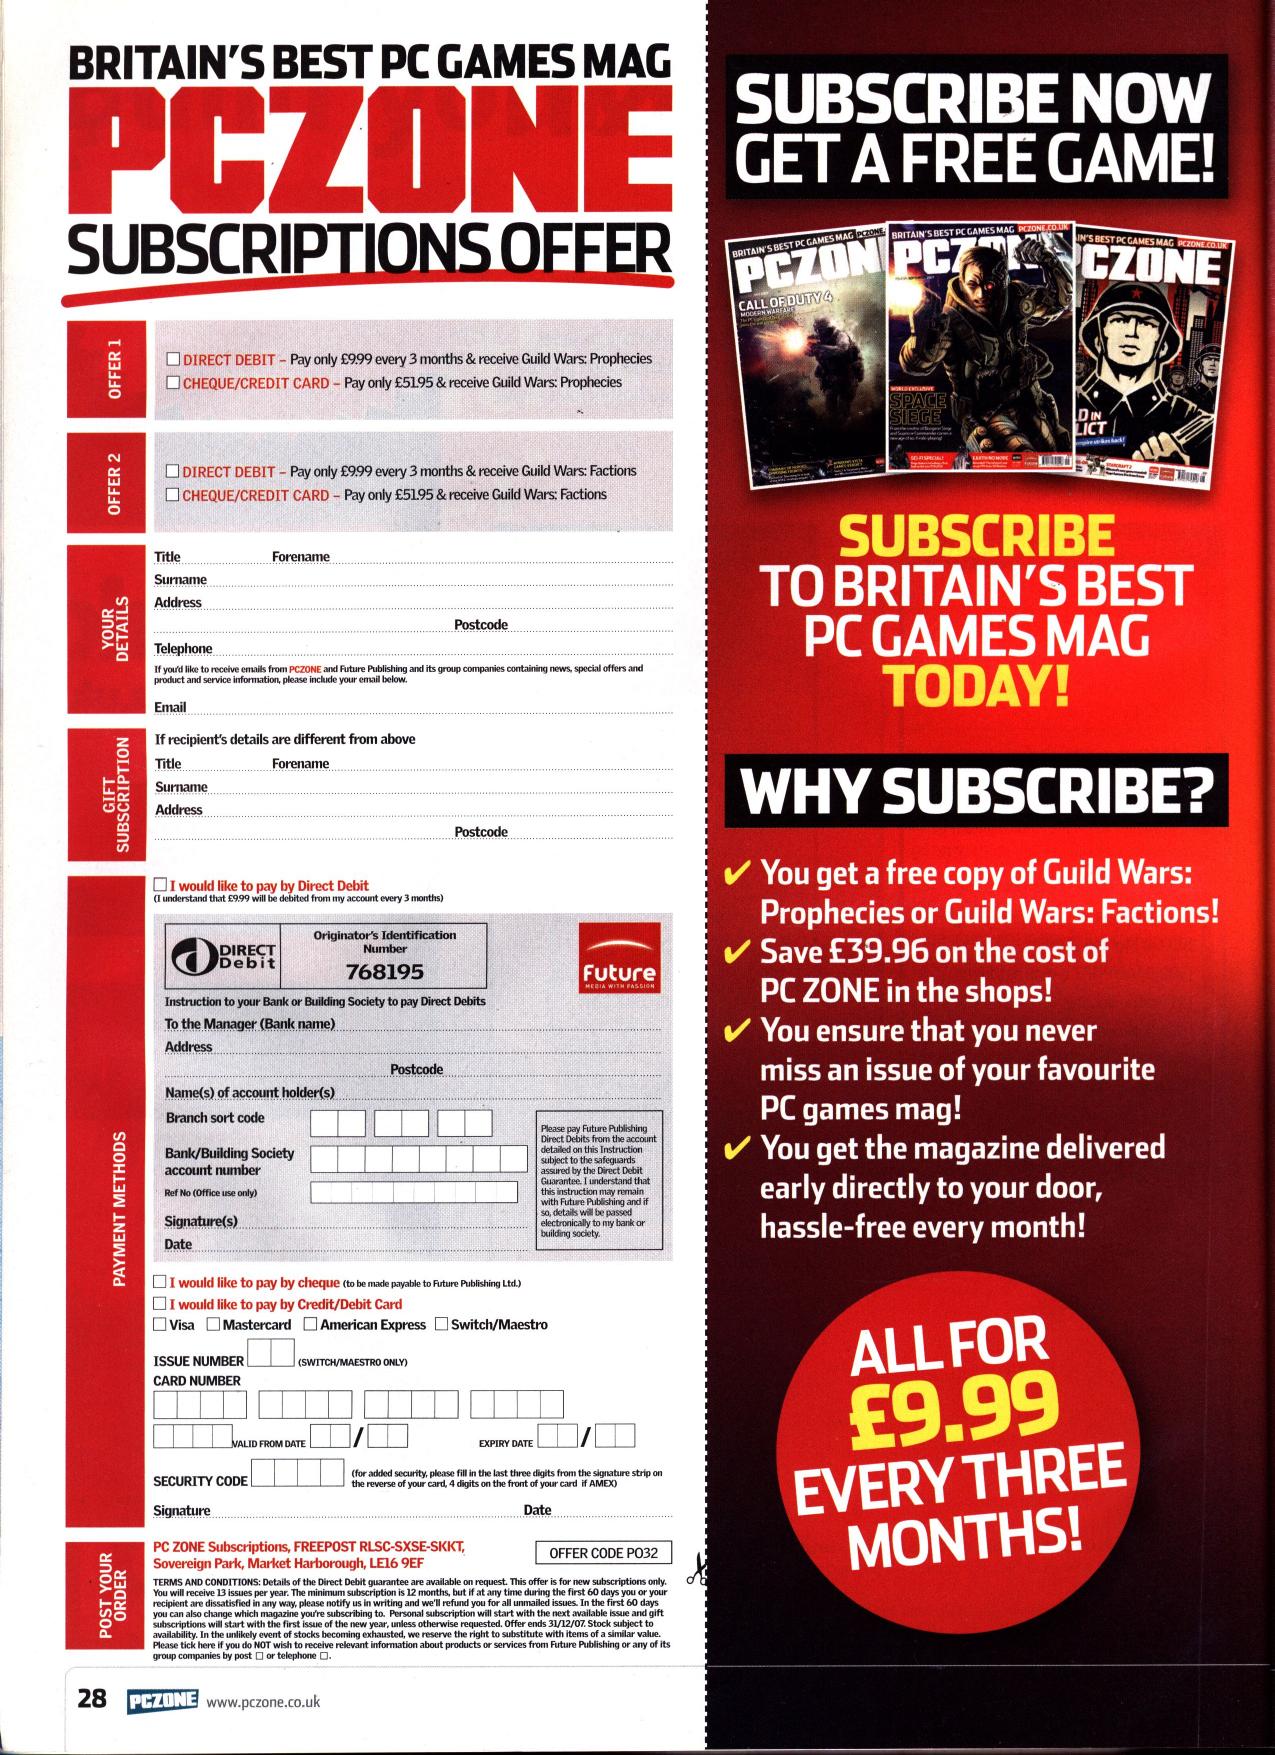 BRITAIN'S BEST PC GAMES MAG
PCZONE
SUBSCRIPTIONS OFFER
OFFER 1
DIRECT DEBIT – Pay only £9.99 every 3 months & receive Guild Wars: Prophecies
CHEQUE/CREDIT CARD – Pay only £51.95 & receive Guild Wars: Prophecies
OFFER 2
DIRECT DEBIT – Pay only £9.99 every 3 months & receive Guild Wars: Factions
CHEQUE/CREDIT CARD – Pay only £51.95 & receive Guild Wars: Factions
YOUR
DETAILS
Title Forename
Surname
Address
Postcode
Telephone
If you'd like to receive emails from PCZONE and Future Publishing and its group companies containing news, special offers and
product and service information, please include your email below.
Email
GIFT
SUBSCRIPTION
If recipient's details are different from above
Title Forename
Surname
Address
Postcode
PAYMENT METHODS
I would like to pay by Direct Debit
(I understand that £9.99 will be debited from my account every 3 months)
DIRECT
Debit
Originator's Identification
Number
768195
Future
MEDIA WITH PASSION
Instruction to your Bank or Building Society to pay Direct Debits
To the Manager (Bank name)
Address
Postcode
Name(s) of account holder(s)
Branch sort code
Bank/Building Society
account number
Ref No (Office use only)
Signature(s)
Date
Please pay Future Publishing
Direct Debits from the account
detailed on this Instruction
subject to the safeguards
assured by the Direct Debit
Guarantee. I understand that
this instruction may remain
with Future Publishing and if
so, details will be passed
electronically to my bank or
building society.
I would like to pay by cheque (to be made payable to Future Publishing Ltd.)
I would like to pay by Credit/Debit Card
Visa Mastercard American Express Switch/Maestro
ISSUE NUMBER (SWITCH/MAESTRO ONLY)
CARD NUMBER
VALID FROM DATE / EXPIRY DATE /
SECURITY CODE
(for added security, please fill in the last three digits from the signature strip on
the reverse of your card, 4 digits on the front of your card if AMEX)
Signature Date
POST YOUR
ORDER
PC ZONE Subscriptions, FREEPOST RLSC-SXSE-SKKT,
Sovereign Park, Market Harborough, LE16 9EF
OFFER CODE PO32
TERMS AND CONDITIONS: Details of the Direct Debit guarantee are available on request. This offer is for new subscriptions only.
You will receive 13 issues per year. The minimum subscription is 12 months, but if at any time during the first 60 days you or your
recipient are dissatisfied in any way, please notify us in writing and we'll refund you for all unmailed issues. In the first 60 days
you can also change which magazine you're subscribing to. Personal subscription will start with the next available issue and gift
subscriptions will start with the first issue of the new year, unless otherwise requested. Offer ends 31/12/07. Stock subject to
availability. In the unlikely event of stocks becoming exhausted, we reserve the right to substitute with items of a similar value.
Please tick here if you do NOT wish to receive relevant information about products or services from Future Publishing or any of its
group companies by post or telephone .
28 PCZONE www.pczone.co.uk
SUBSCRIBE NOW
GET A FREE GAME!
BRITAIN'S BEST PC GAMES MAG PCZONE.
PCZON
CALL OF DUTY 4
MODERN WARFARE
BRITAIN'S BEST PC GAMES MAG PCZONE.CO.UK
PCZON
WORLD EXCLUSIVE
SPACE
SIEGE
SCI-FI SPECIAL!
N'S BEST PC GAMES MAG PCZONE.CO.UK
CZONE
D IN
LICT
empire strikes back!
STARCRAFT 2
SUBSCRIBE
TO BRITAIN'S BEST
PC GAMES MAG
TODAY!
WHY SUBSCRIBE?
✔ You get a free copy of Guild Wars:
Prophecies or Guild Wars: Factions!
✔ Save £39.96 on the cost of
PC ZONE in the shops!
✔ You ensure that you never
miss an issue of your favourite
PC games mag!
✔ You get the magazine delivered
early directly to your door,
hassle-free every month!
ALL FOR
£9.99
EVERY THREE
MONTHS!